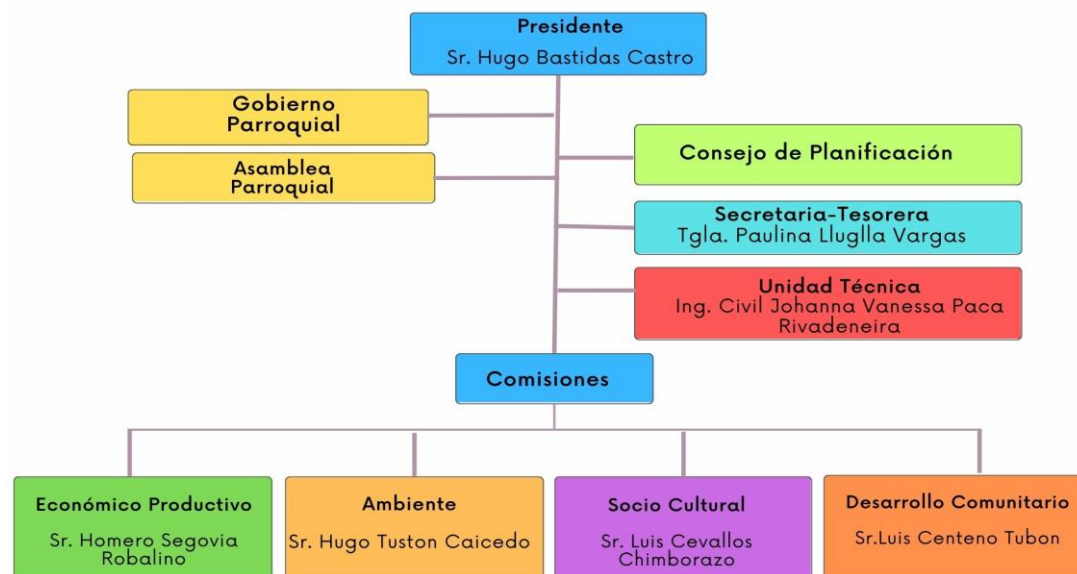 Presidente
Sr. Hugo Bastidas Castro
Gobierno
Parroquial
Asamblea
Parroquial
Consejo de Planificación
Secretaria-Tesorera
Tgla. Paulina Lluglla Vargas
Unidad Técnica
Ing. Civil Johanna Vanessa Paca
Rivadeneira
Comisiones
Económico Productivo
Sr. Homero Segovia
Robalino
Ambiente
Sr. Hugo Tuston Caicedo
Socio Cultural
Sr. Luis Cevallos
Chimborazo
Desarrollo Comunitario
Sr.Luis Centeno Tubon